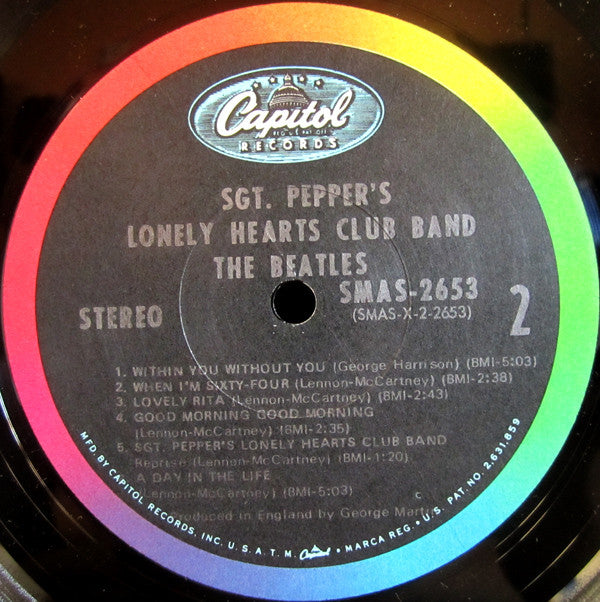 Capitol
REG. U.S. PAT. OFF.
RECORDS
SGT. PEPPER'S
LONELY HEARTS CLUB BAND
THE BEATLES
STEREO
SMAS-2653
(SMAS-X-2-2653)
2
1. WITHIN YOU WITHOUT YOU (George Harrison) (BMI-5:03)
2. WHEN I'M SIXTY-FOUR (Lennon-McCartney) (BMI-2:38)
3. LOVELY RITA (Lennon-McCartney) (BMI-2:43)
4. GOOD MORNING GOOD MORNING
(Lennon-McCartney) (BMI-2:35)
5. SGT. PEPPER'S LONELY HEARTS CLUB BAND
Reprise (Lennon-McCartney) (BMI-1:20)
A DAY IN THE LIFE
(Lennon-McCartney) (BMI-5:03)
C
Produced in England by George Martin
MFD. BY CAPITOL RECORDS, INC. U.S.A. T.M. Capitol MARCA REG. • U.S. PAT. NO. 2,631,859